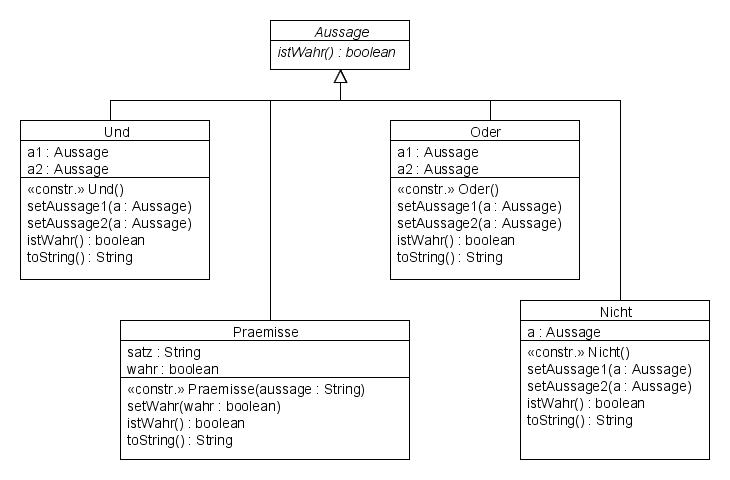 Aussage
istWahr() : boolean
Und
a1 : Aussage
a2 : Aussage
«constr.» Und()
setAussage1(a : Aussage)
setAussage2(a : Aussage)
istWahr() : boolean
toString() : String
Oder
a1 : Aussage
a2 : Aussage
«constr.» Oder()
setAussage1(a : Aussage)
setAussage2(a : Aussage)
istWahr() : boolean
toString() : String
Praemisse
satz : String
wahr : boolean
«constr.» Praemisse(aussage : String)
setWahr(wahr : boolean)
istWahr() : boolean
toString() : String
Nicht
a : Aussage
«constr.» Nicht()
setAussage1(a : Aussage)
setAussage2(a : Aussage)
istWahr() : boolean
toString() : String